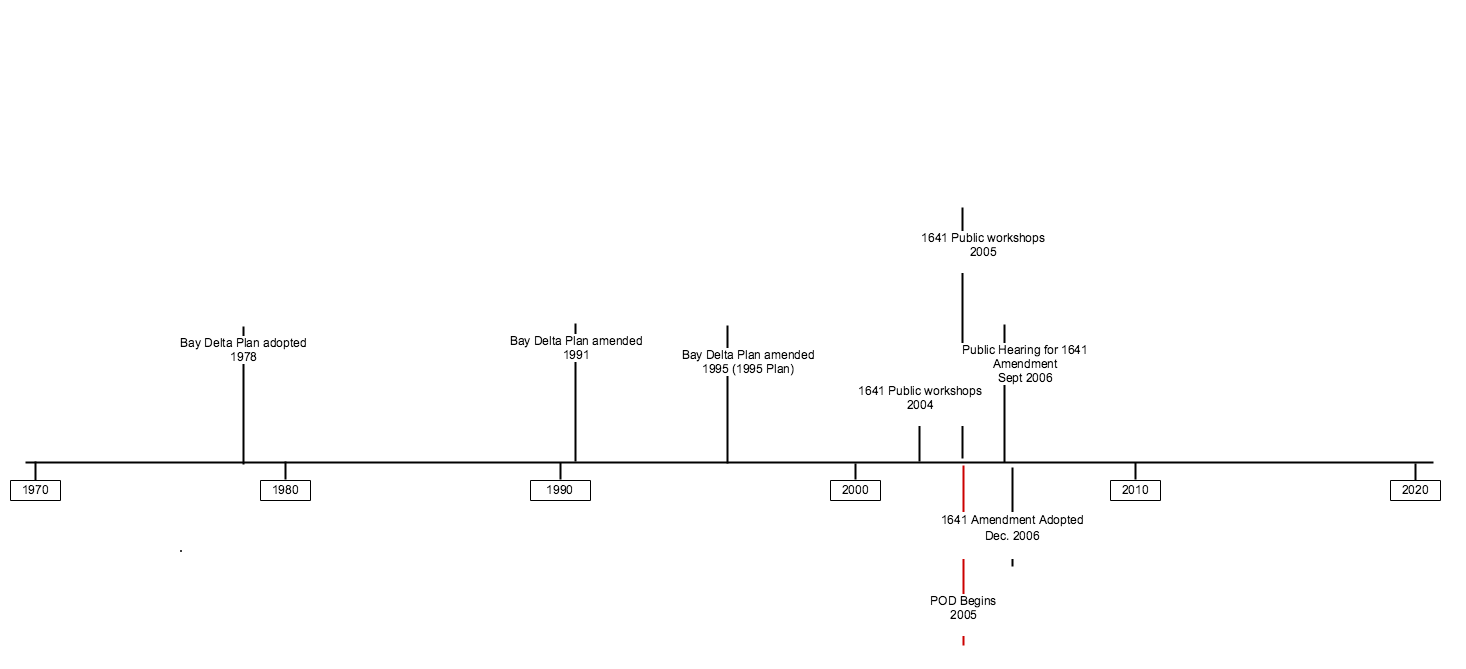 1641 Public workshops
2005
Bay Delta Plan adopted
1978
Bay Delta Plan amended
1991
Bay Delta Plan amended
1995 (1995 Plan)
1641 Public workshops
2004
Public Hearing for 1641
Amendment
Sept 2006
1970
1980
1990
2000
2010
2020
1641 Amendment Adopted
Dec. 2006
POD Begins
2005